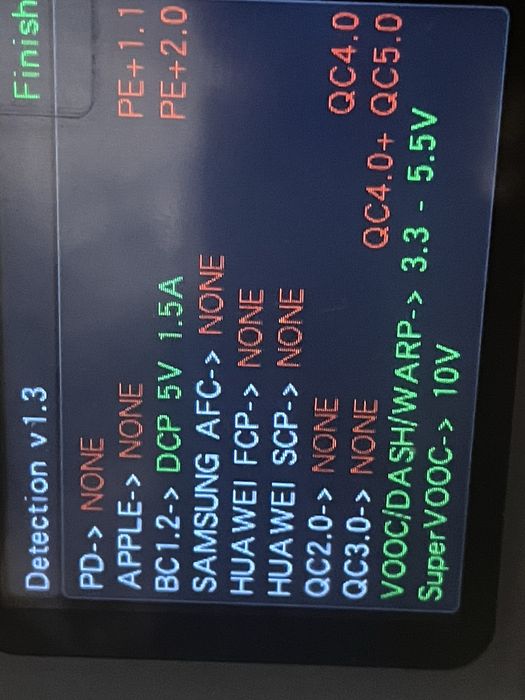 Detection v1.3 Finish
PD-> NONE
APPLE-> NONE PE+1.1
BC1.2-> DCP 5V 1.5A PE+2.0
SAMSUNG AFC-> NONE
HUAWEI FCP-> NONE
HUAWEI SCP-> NONE
QC2.0-> NONE QC4.0
QC3.0-> NONE QC4.0+ QC5.0
VOOC/DASH/WARP-> 3.3 - 5.5V
SuperVOOC-> 10V